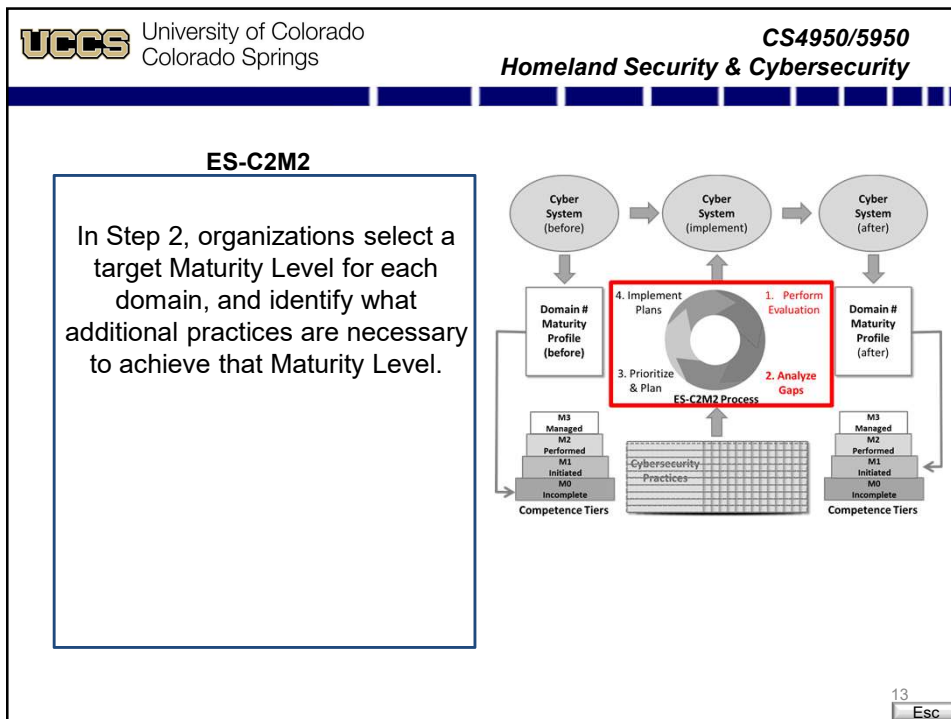 UCCS University of Colorado
Colorado Springs
CS4950/5950
Homeland Security & Cybersecurity
ES-C2M2
In Step 2, organizations select a
target Maturity Level for each
domain, and identify what
additional practices are necessary
to achieve that Maturity Level.
Cyber
System
(before)
Cyber
System
(implement)
Cyber
System
(after)
Domain #
Maturity
Profile
(before)
4. Implement
Plans
1. Perform
Evaluation
3. Prioritize
& Plan
2. Analyze
Gaps
ES-C2M2 Process
Domain #
Maturity
Profile
(after)
M3
Managed
M2
Performed
M1
Initiated
M0
Incomplete
Competence Tiers
Cybersecurity
Practices
M3
Managed
M2
Performed
M1
Initiated
M0
Incomplete
Competence Tiers
13
Esc